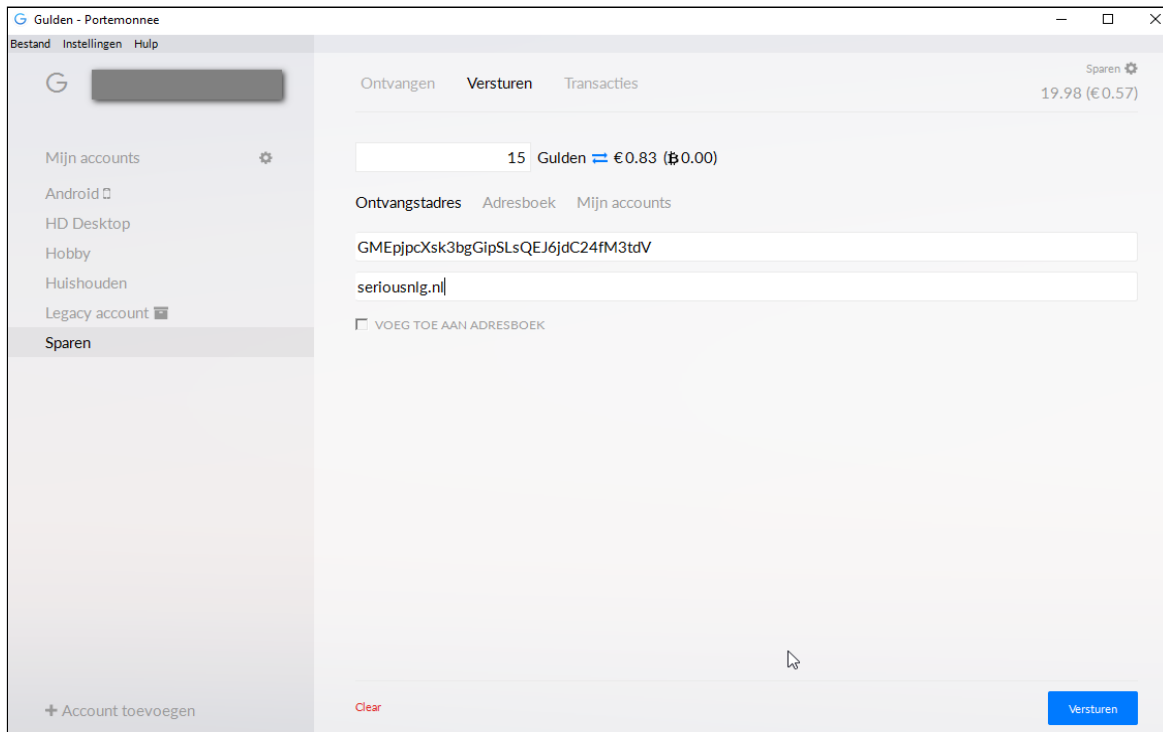 Gulden - Portemonnee
Bestand Instellingen Hulp
Ontvangen Versturen Transacties
Sparen
19.98 (€0.57)
Mijn accounts
Android
HD Desktop
Hobby
Huishouden
Legacy account
Sparen
15 Gulden €0.83 (฿0.00)
Ontvangstadres Adresboek Mijn accounts
GMEpjpcXsk3bgGipSLsQEJ6jdC24fM3tdV
seriousnlg.nl
VOEG TOE AAN ADRESBOEK
+ Account toevoegen
Clear
Versturen